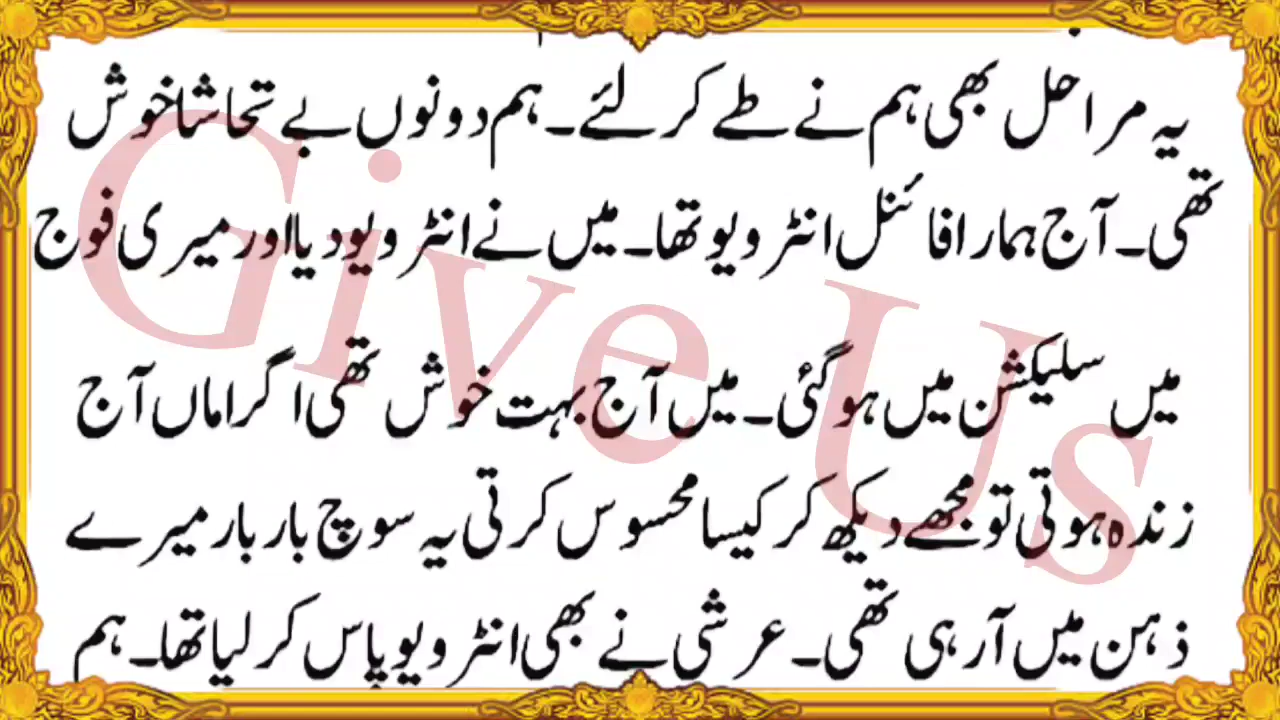 یہ مراحل بھی ہم نے طے کر لئے۔ ہم دونوں بے تحاشا خوش
تھی۔ آج ہمارا فائنل انٹرویو تھا۔ میں نے انٹرویو دیا اور میری فوج
میں سلیکشن میں ہو گئی۔ میں آج بہت خوش تھی اگر اماں آج
زندہ ہوتی تو مجھے دیکھ کر کیسا محسوس کرتی یہ سوچ بار بار میرے
ذہن میں آ رہی تھی۔ عرشی نے بھی انٹرویو پاس کر لیا تھا۔ ہم
Give Us